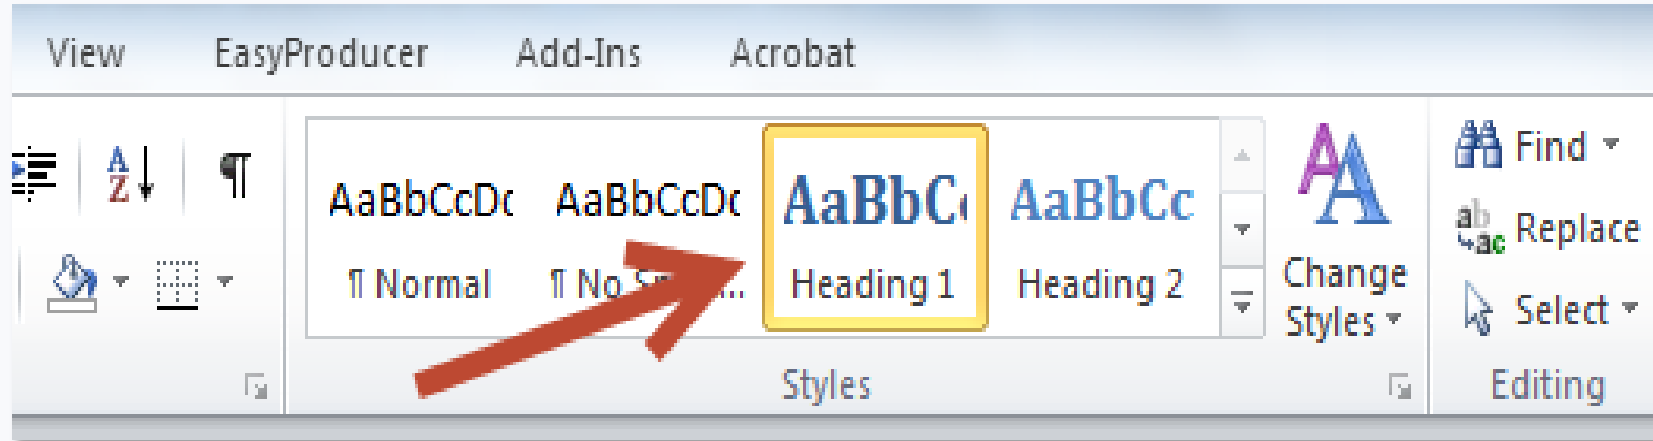 View EasyProducer Add-Ins Acrobat
AaBbCcDc AaBbCcDc AaBbC AaBbCc
¶ Normal ¶ No ... Heading 1 Heading 2
Change
Styles
Find
Replace
Select
Styles
Editing